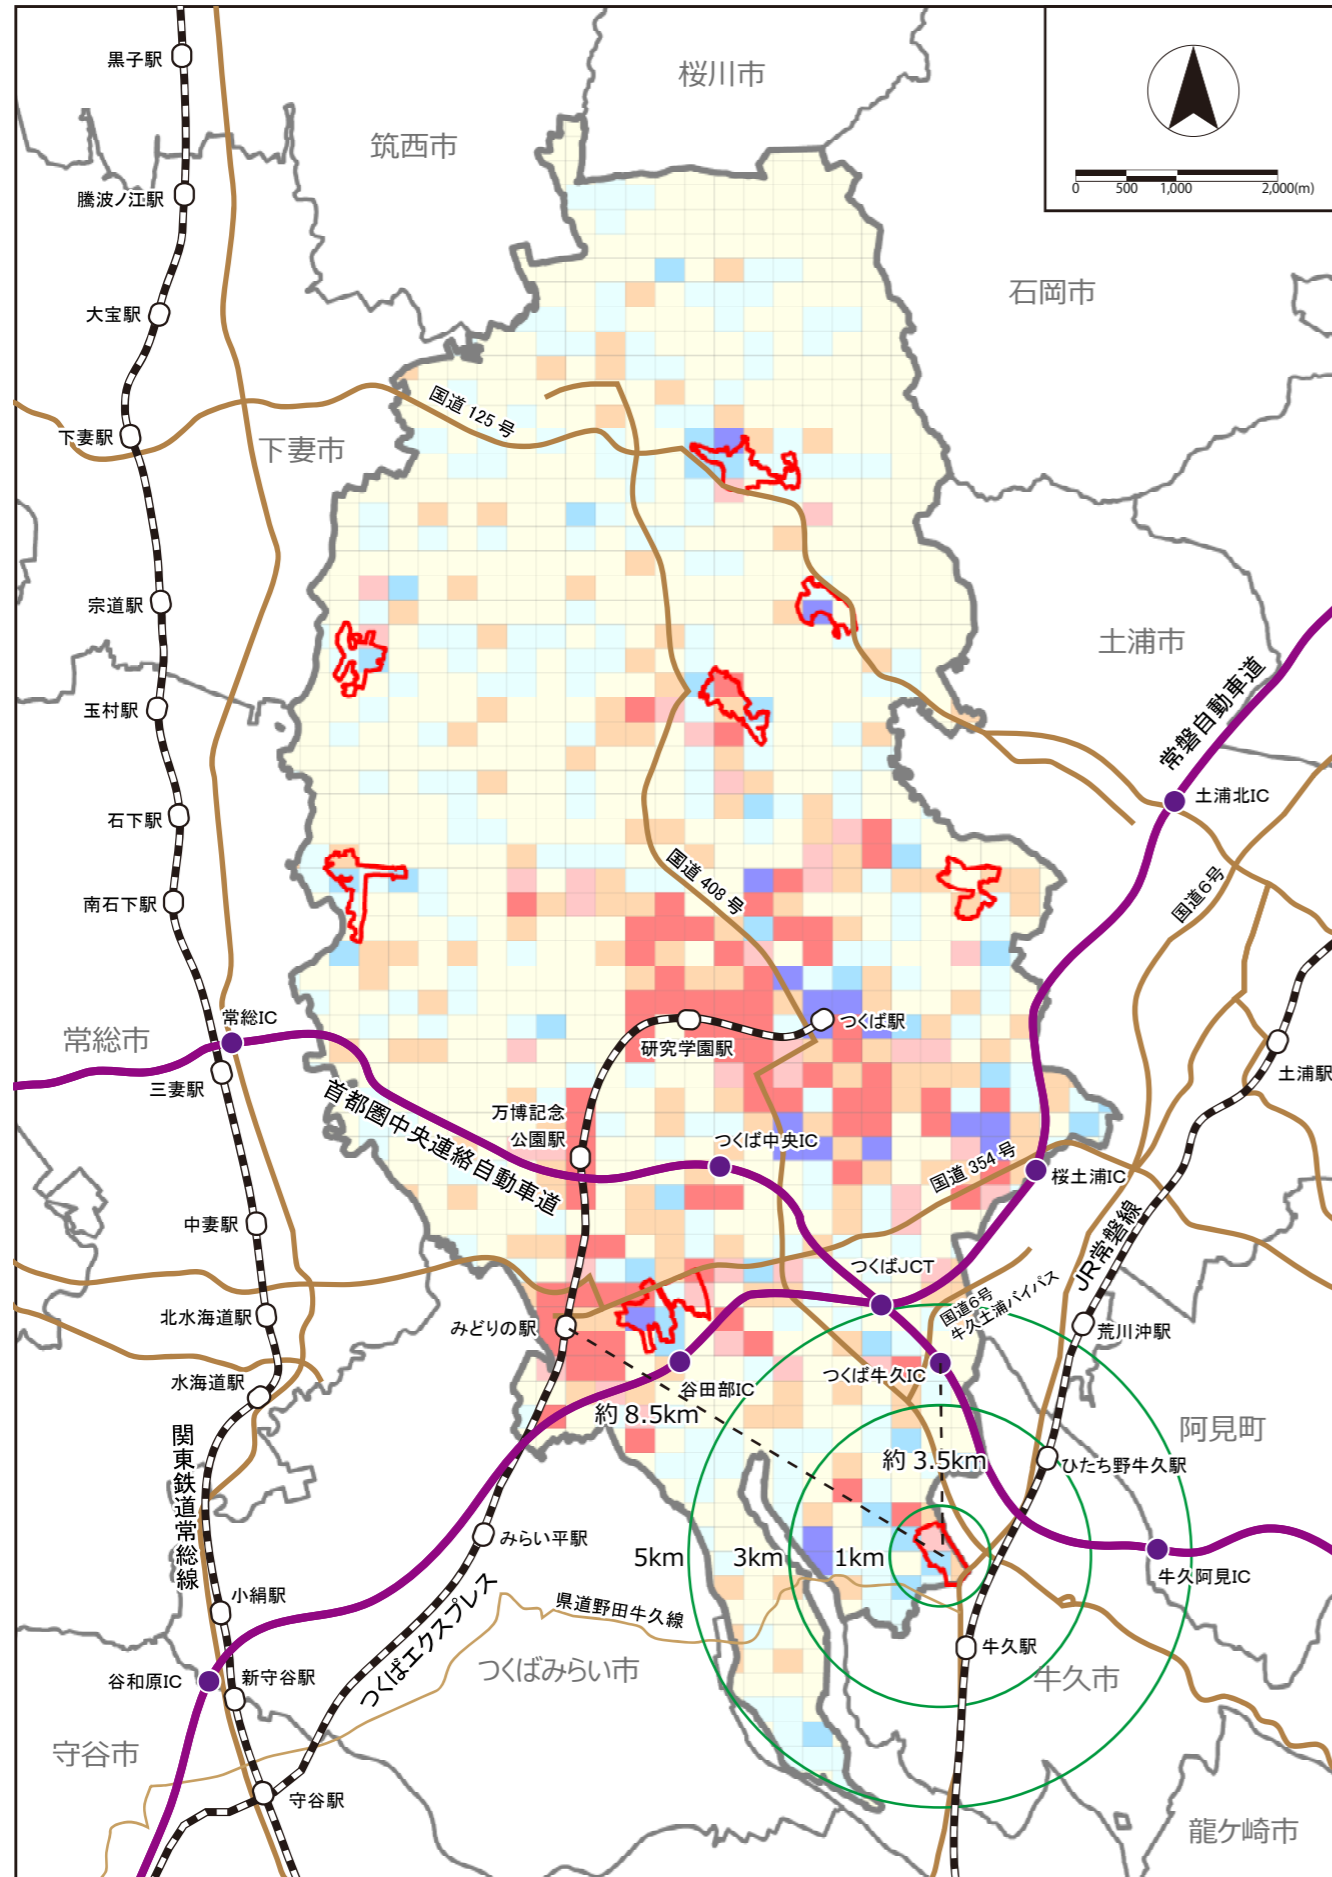 黒子駅
桜川市
筑西市
0 500 1,000 2,000(m)
騰波ノ江駅
石岡市
大宝駅
国道 125 号
下妻駅
下妻市
宗道駅
土浦市
玉村駅
常磐自動車道
土浦北IC
石下駅
国道 408 号
国道6号
南石下駅
常総IC
つくば駅
常総市
研究学園駅
三妻駅
土浦駅
首都圏中央連絡自動車道
万博記念
公園駅
つくば中央IC
国道 354 号
桜土浦IC
中妻駅
JR常磐線
つくばJCT
国道6号
牛久土浦バイパス
北水海道駅
みどりの駅
荒川沖駅
谷田部IC
つくば牛久IC
水海道駅
約 8.5km
阿見町
関東鉄道常総線
約 3.5km
ひたち野牛久駅
みらい平駅
5km
3km
1km
牛久阿見IC
小絹駅
県道野田牛久線
つくばエクスプレス
牛久駅
谷和原IC
新守谷駅
つくばみらい市
牛久市
守谷市
守谷駅
龍ケ崎市